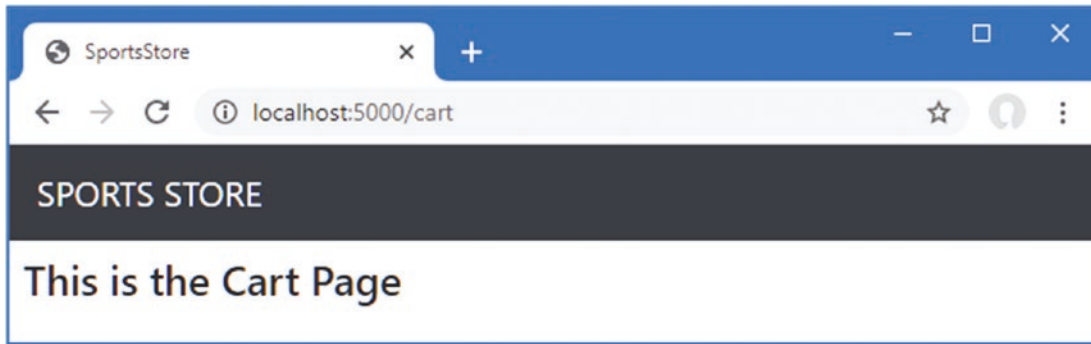 SportsStore
localhost:5000/cart
SPORTS STORE
This is the Cart Page